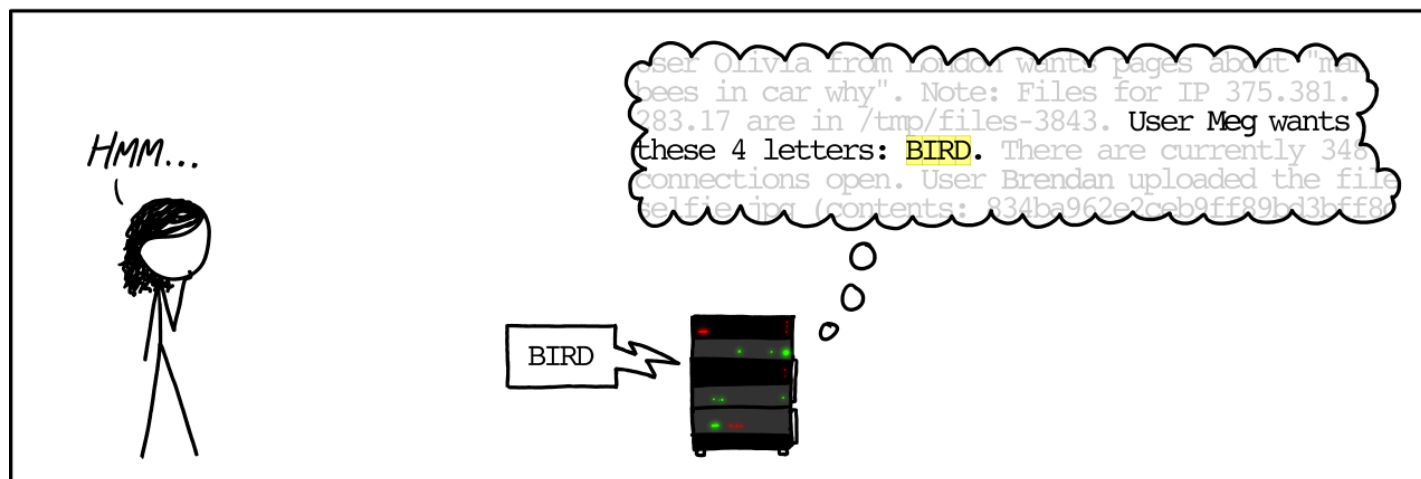 HMM...
User Olivia from London wants pages about "man
bees in car why". Note: Files for IP 375.381.
283.17 are in /tmp/files-3843. User Meg wants
these 4 letters: BIRD. There are currently 348
connections open. User Brendan uploaded the file
selfie.jpg (contents: 834ba962e2ceb9ff89bd3bff8
BIRD